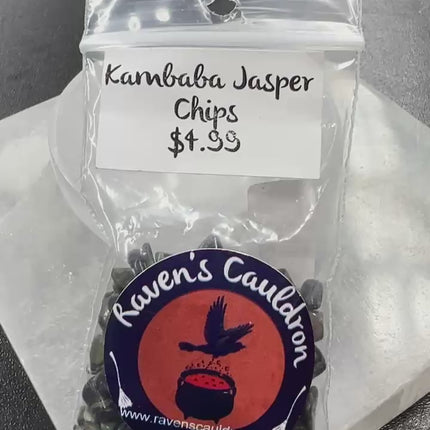 Kambaba Jasper
Chips
$4.99
Raven's Cauldron